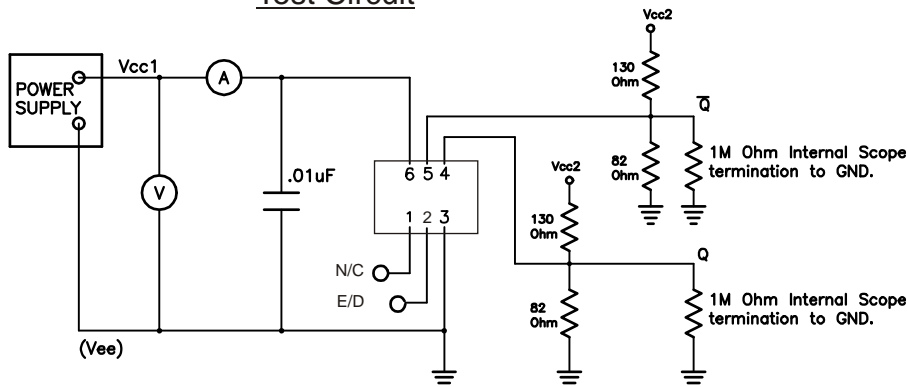 Test Circuit
Vcc1
A
POWER
SUPPLY
V
.01uF
6 5 4
1 2 3
N/C
E/D
(Vee)
Vcc2
130
Ohm
Q̅
82
Ohm
1M Ohm Internal Scope
termination to GND.
Vcc2
130
Ohm
Q
82
Ohm
1M Ohm Internal Scope
termination to GND.